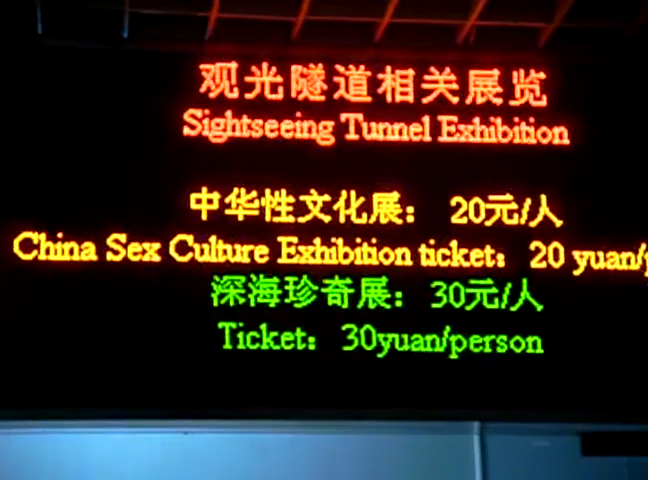 观光隧道相关展览
Sightseeing Tunnel Exhibition
中华性文化展： 20元/人
China Sex Culture Exhibition ticket： 20 yuan/
深海珍奇展： 30元/人
Ticket： 30yuan/person